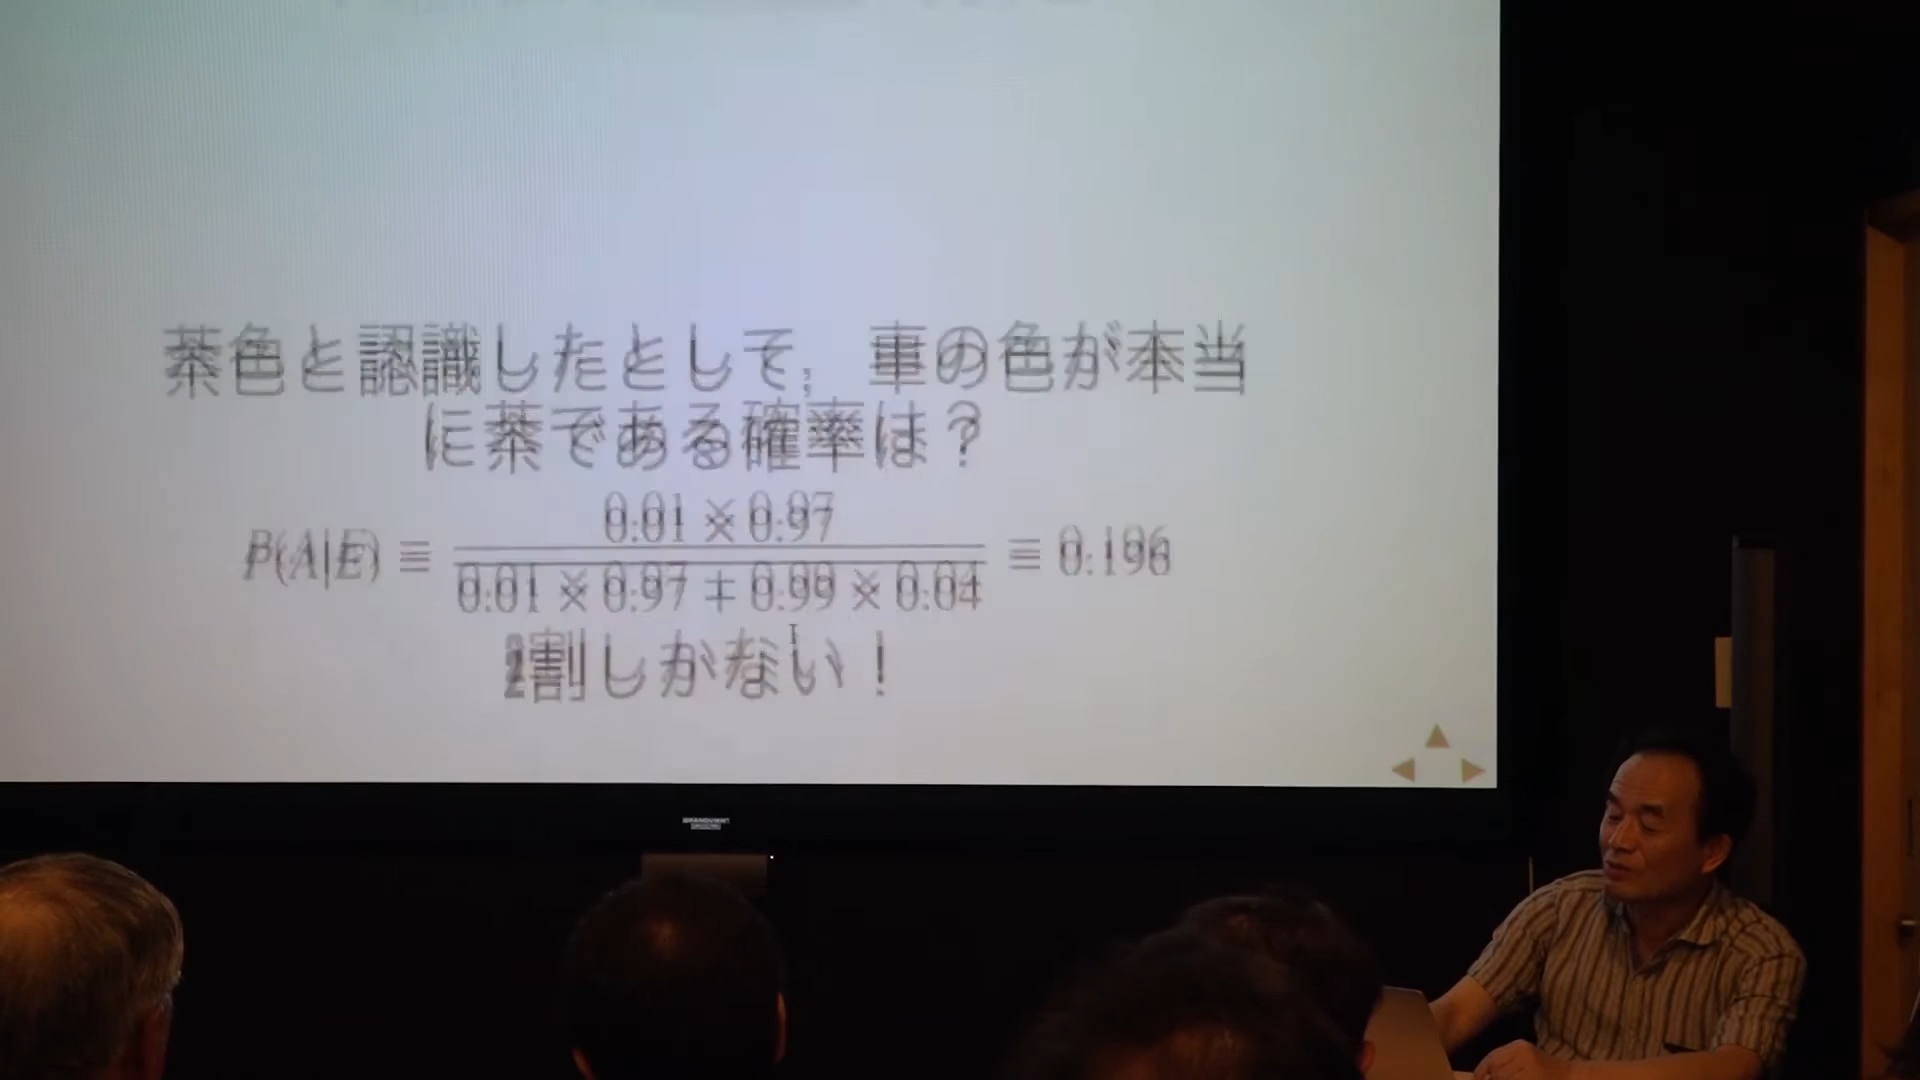 茶色と認識したとして，車の色が本当
に茶である確率は？
P(A|E) = \frac{0.01 × 0.97}{0.01 × 0.97 + 0.99 × 0.04} = 0.196
2割しかない！